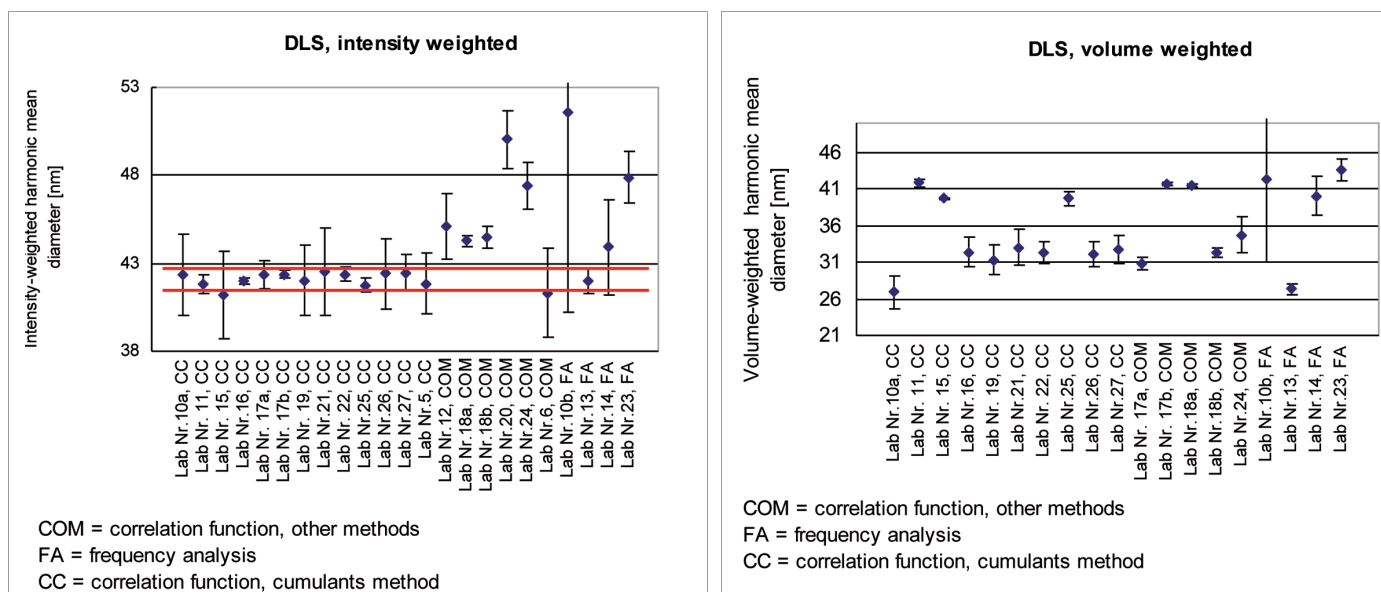 DLS, intensity weighted
Intensity-weighted harmonic mean
diameter [nm]
53
48
43
38
Lab Nr.10a, CC
Lab Nr. 11, CC
Lab Nr. 15, CC
Lab Nr.16, CC
Lab Nr. 17a, CC
Lab Nr. 17b, CC
Lab Nr. 19, CC
Lab Nr.21, CC
Lab Nr. 22, CC
Lab Nr.25, CC
Lab Nr.26, CC
Lab Nr.27, CC
Lab Nr.5, CC
Lab Nr.12, COM
Lab Nr.18a, COM
Lab Nr.18b, COM
Lab Nr.20, COM
Lab Nr.24, COM
Lab Nr.6, COM
Lab Nr.10b, FA
Lab Nr.13, FA
Lab Nr.14, FA
Lab Nr.23, FA
COM = correlation function, other methods
FA = frequency analysis
CC = correlation function, cumulants method
DLS, volume weighted
Volume-weighted harmonic mean
diameter [nm]
46
41
36
31
26
21
Lab Nr.10a, CC
Lab Nr. 11, CC
Lab Nr. 15, CC
Lab Nr.16, CC
Lab Nr. 19, CC
Lab Nr.21, CC
Lab Nr. 22, CC
Lab Nr.25, CC
Lab Nr.26, CC
Lab Nr.27, CC
Lab Nr. 17a, COM
Lab Nr. 17b, COM
Lab Nr.18a, COM
Lab Nr.18b, COM
Lab Nr.24, COM
Lab Nr.10b, FA
Lab Nr.13, FA
Lab Nr.14, FA
Lab Nr.23, FA
COM = correlation function, other methods
FA = frequency analysis
CC = correlation function, cumulants method